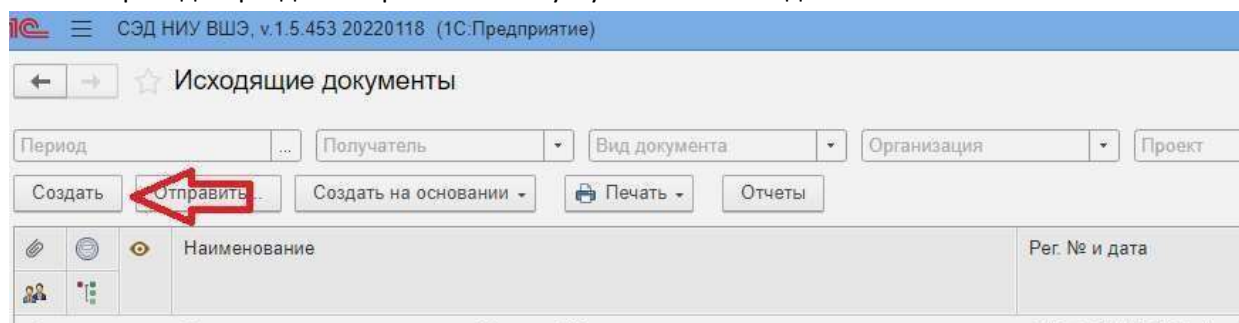 СЭД НИУ ВШЭ, v.1.5.453 20220118 (1С:Предприятие)
Исходящие документы
Период ... Получатель Вид документа Организация Проект
Создать Отправить... Создать на основании Печать Отчеты
Наименование Рег. № и дата